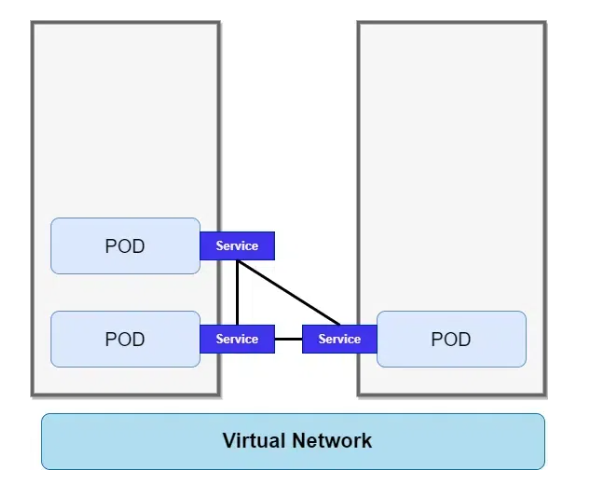 POD
Service
POD
Service
Service
POD
Virtual Network